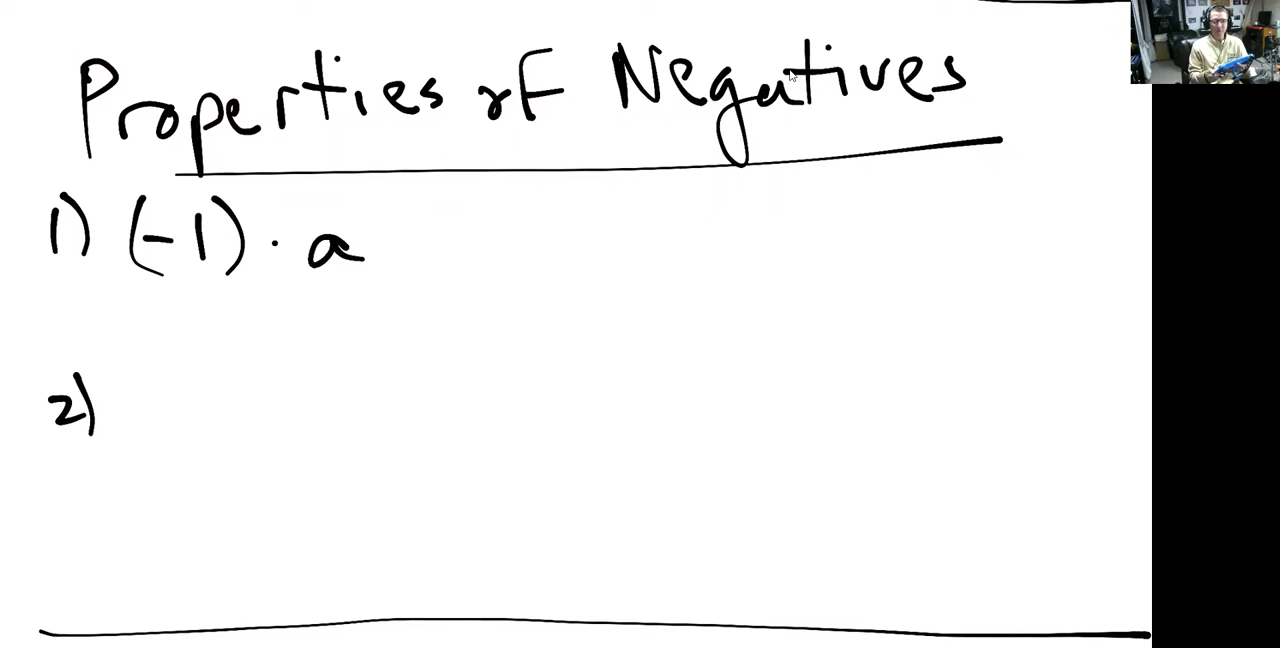 Properties of Negatives
1) (-1) · a
2)